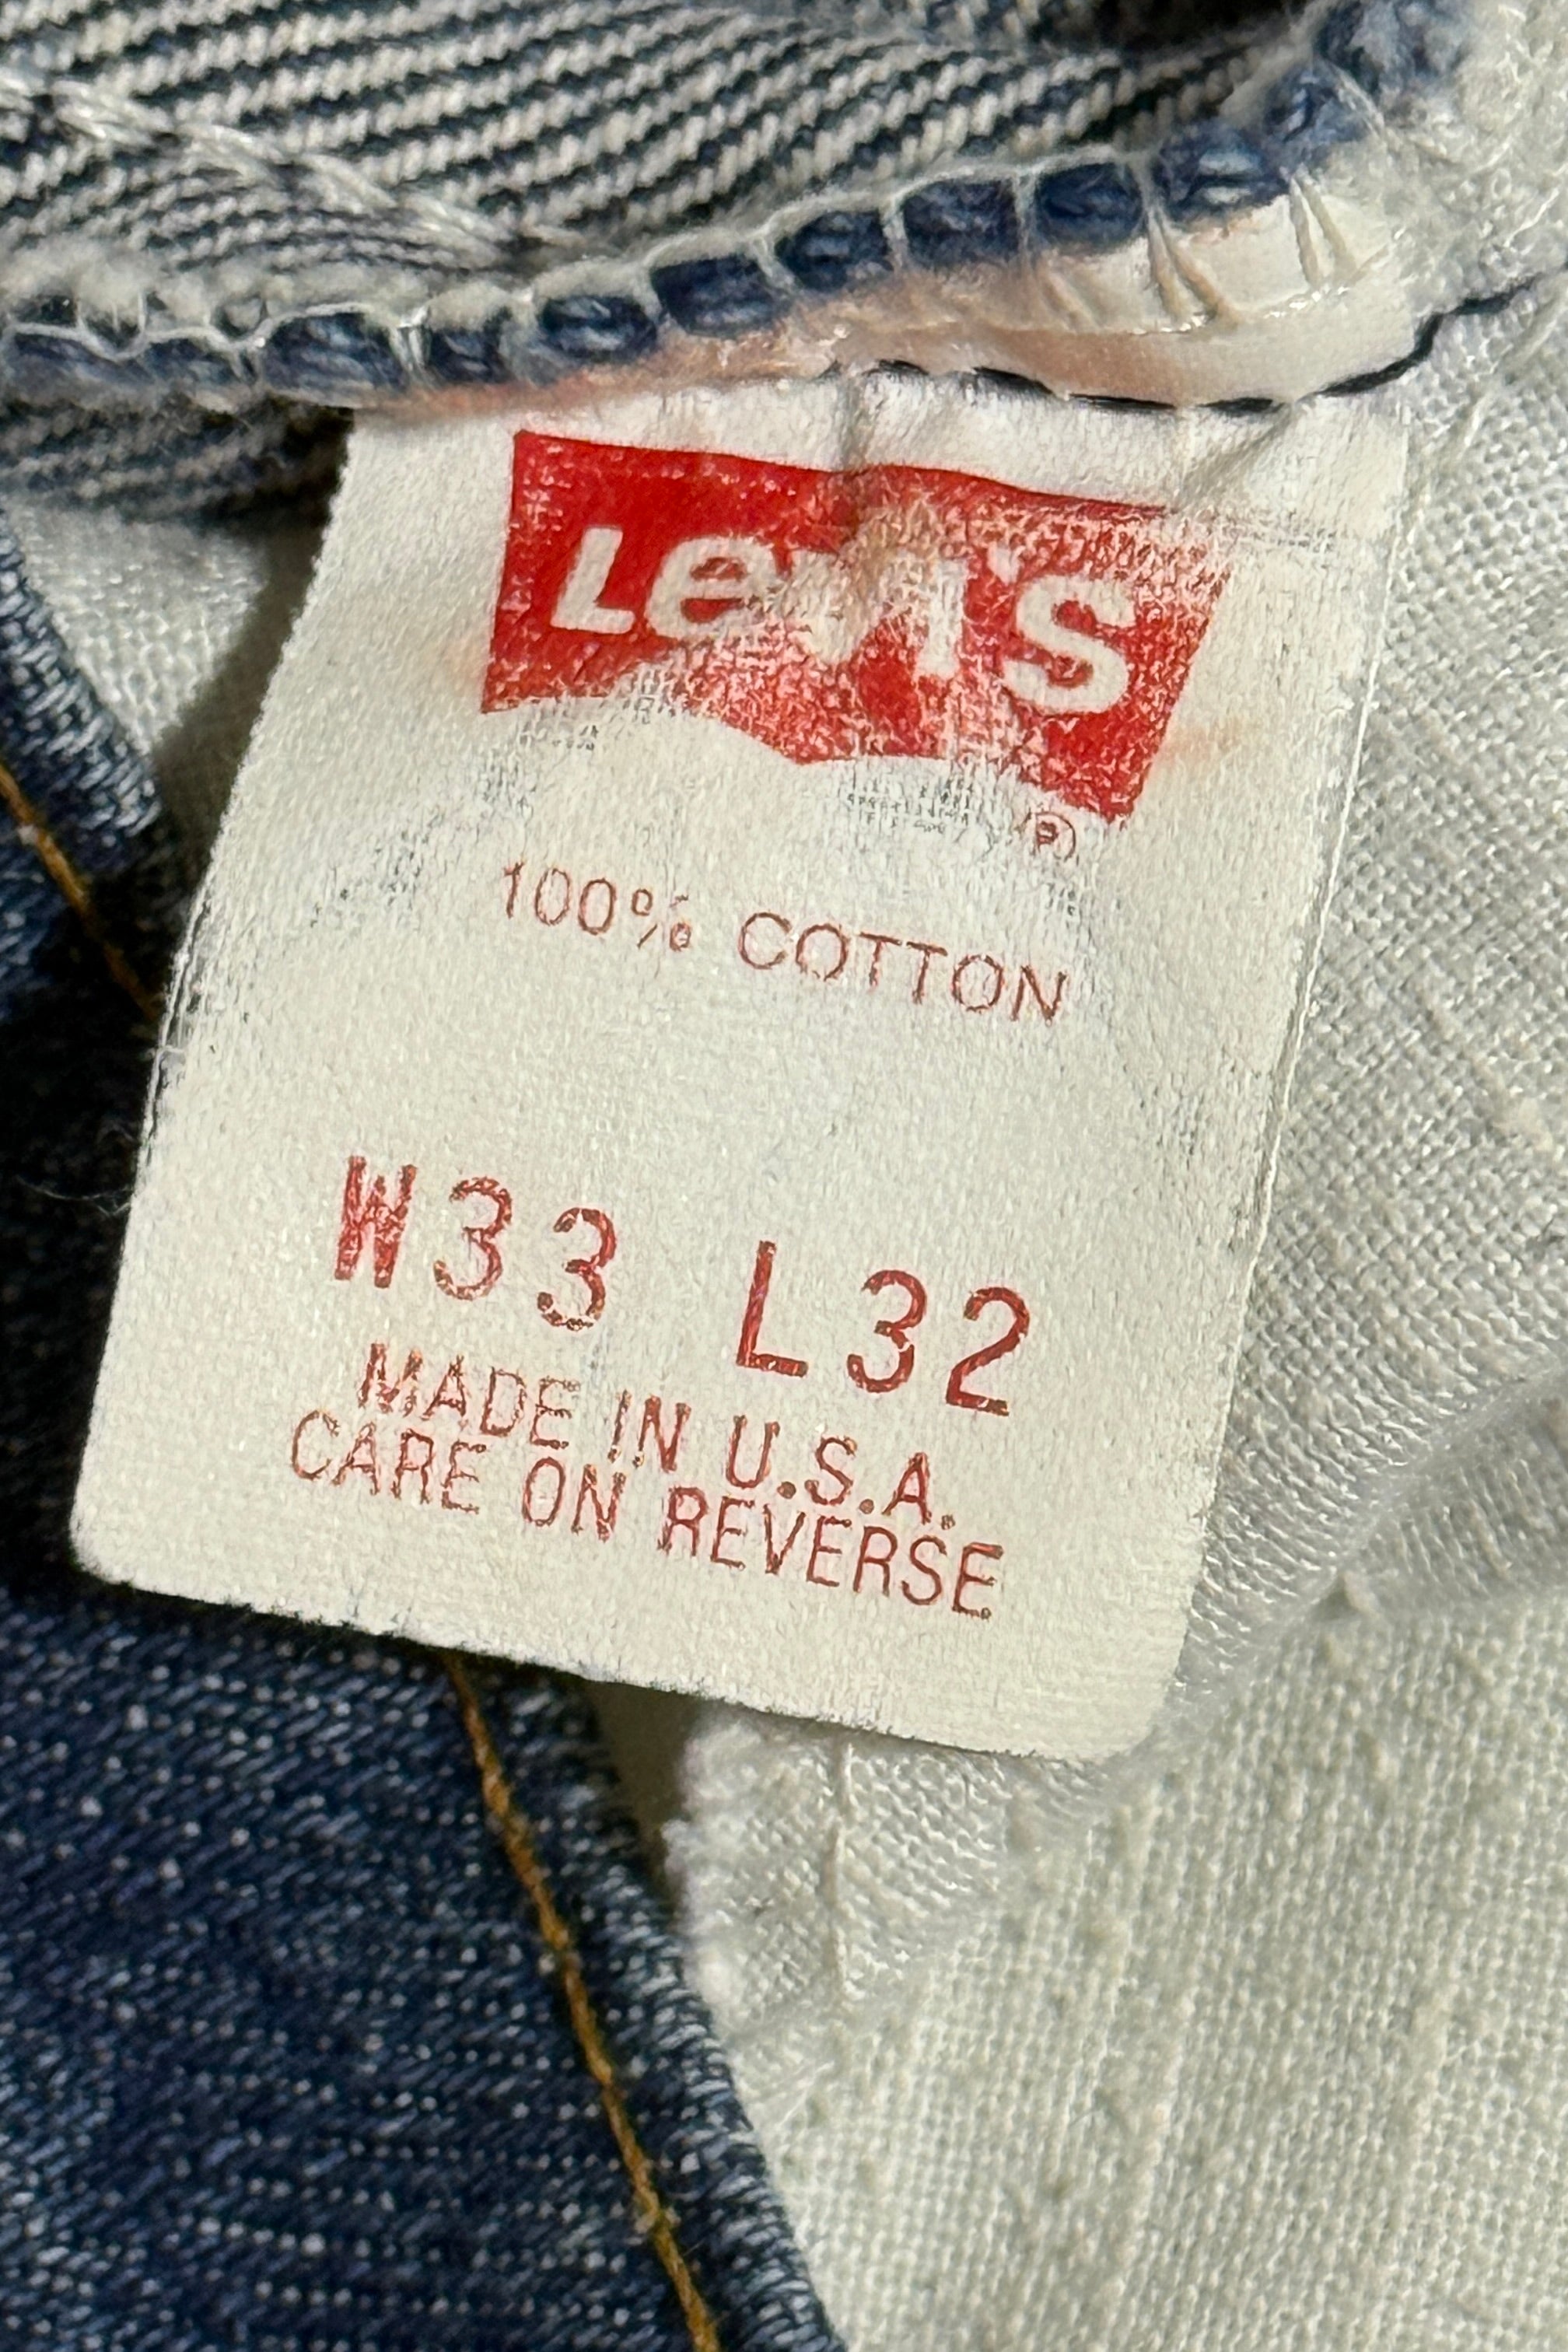 Levi's
®
100% COTTON
W33 L32
MADE IN U.S.A.
CARE ON REVERSE